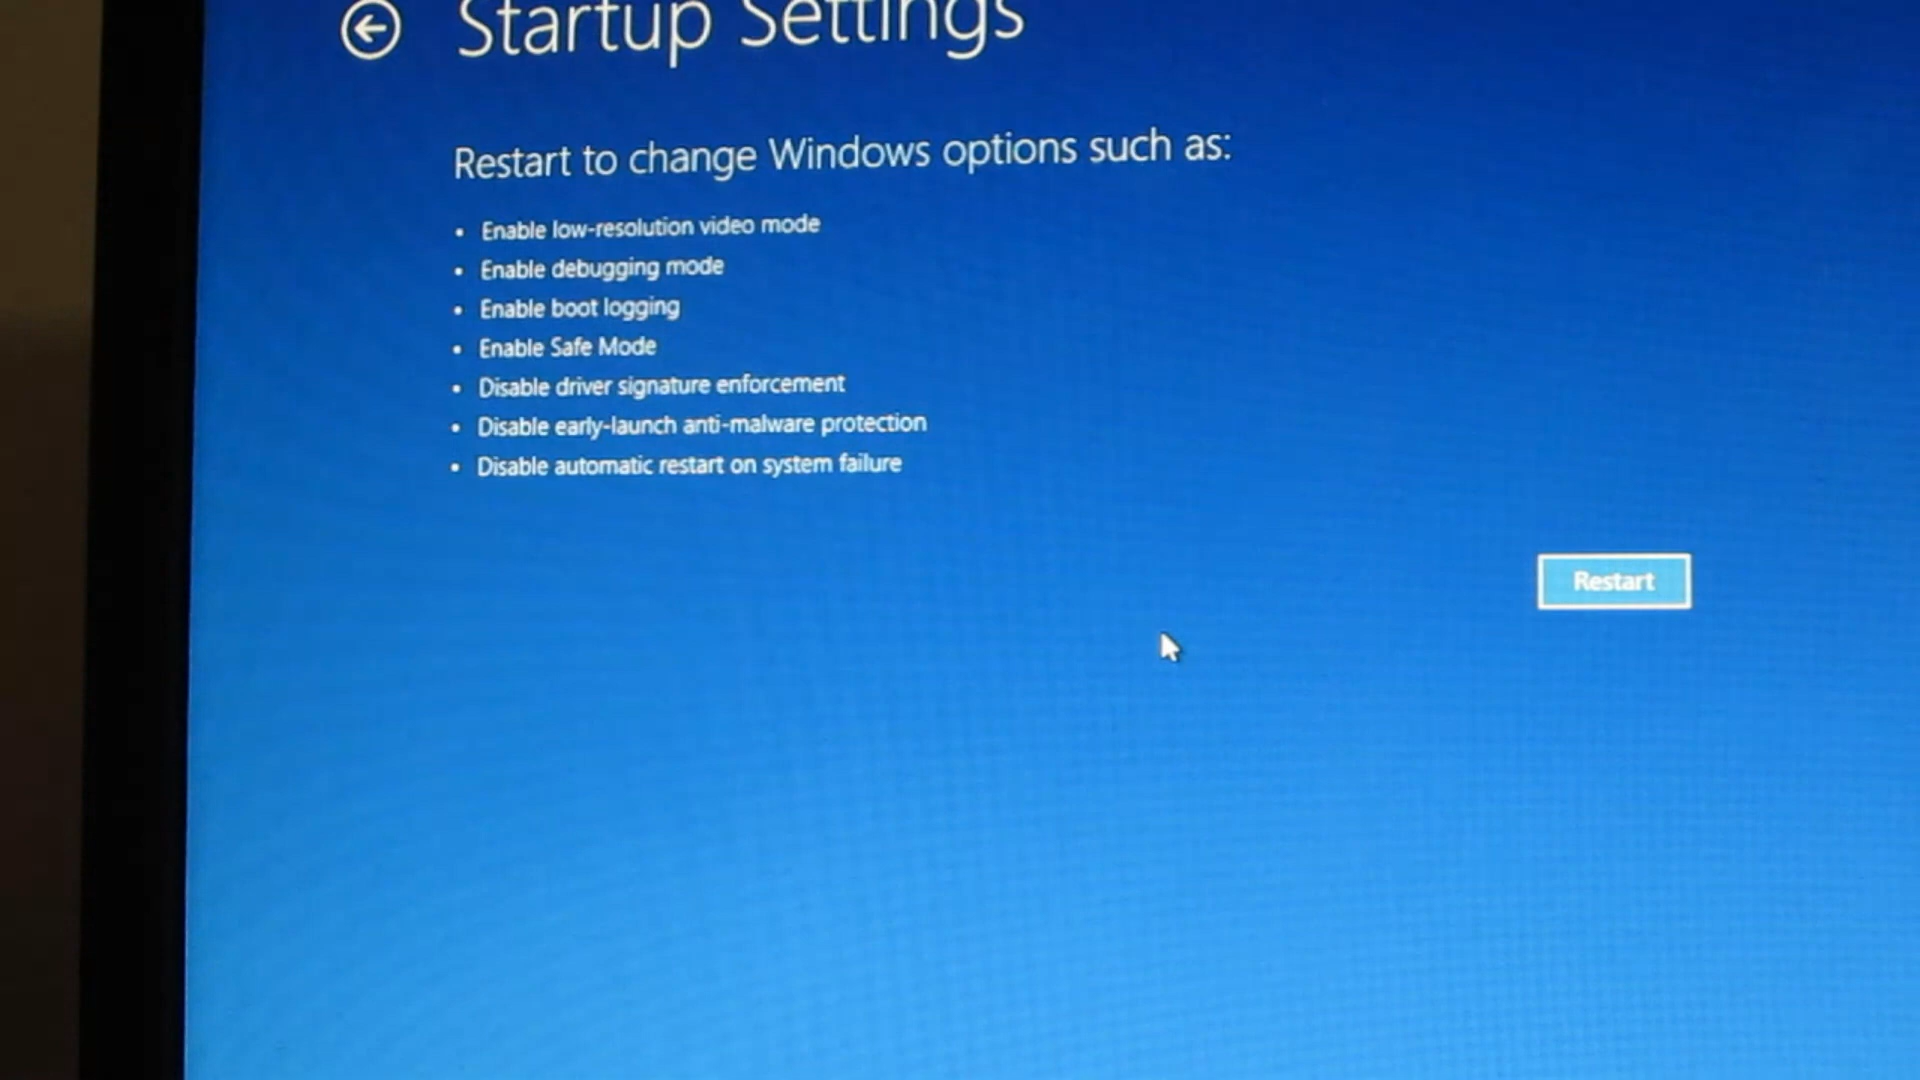 Startup Settings
Restart to change Windows options such as:
• Enable low-resolution video mode
• Enable debugging mode
• Enable boot logging
• Enable Safe Mode
• Disable driver signature enforcement
• Disable early-launch anti-malware protection
• Disable automatic restart on system failure
Restart